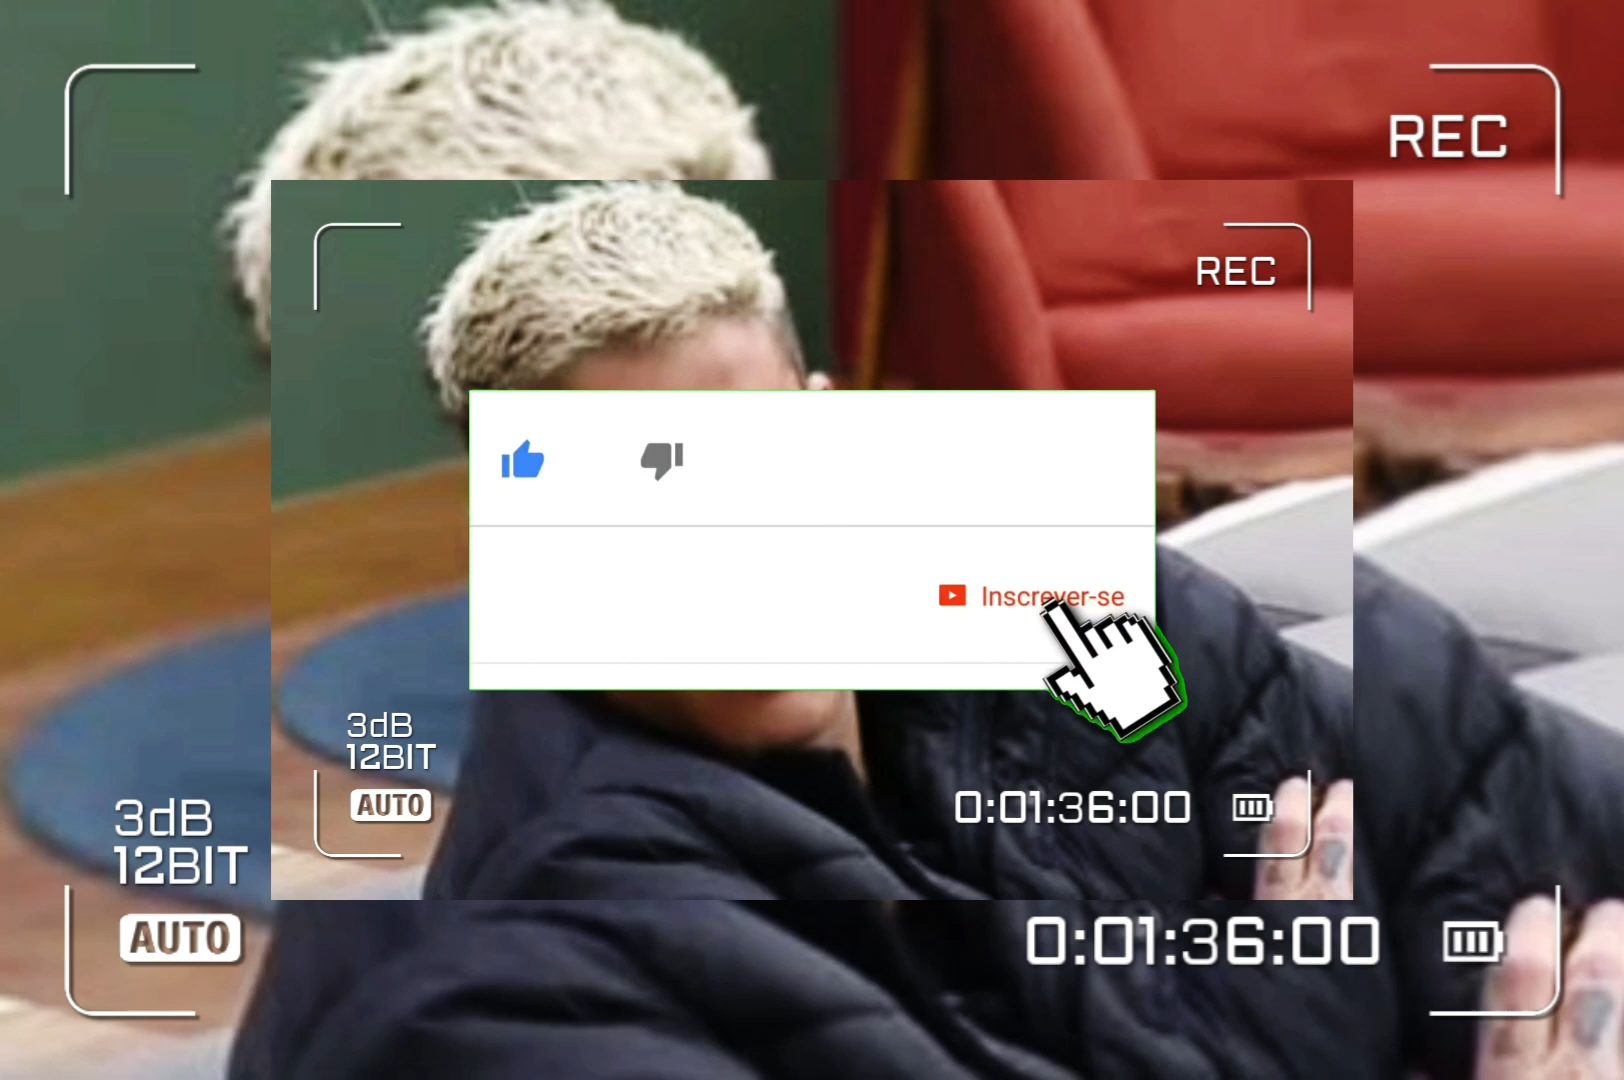 REC
REC
Inscrever-se
3dB
12BIT
AUTO
0:01:36:00
3dB
12BIT
AUTO
0:01:36:00